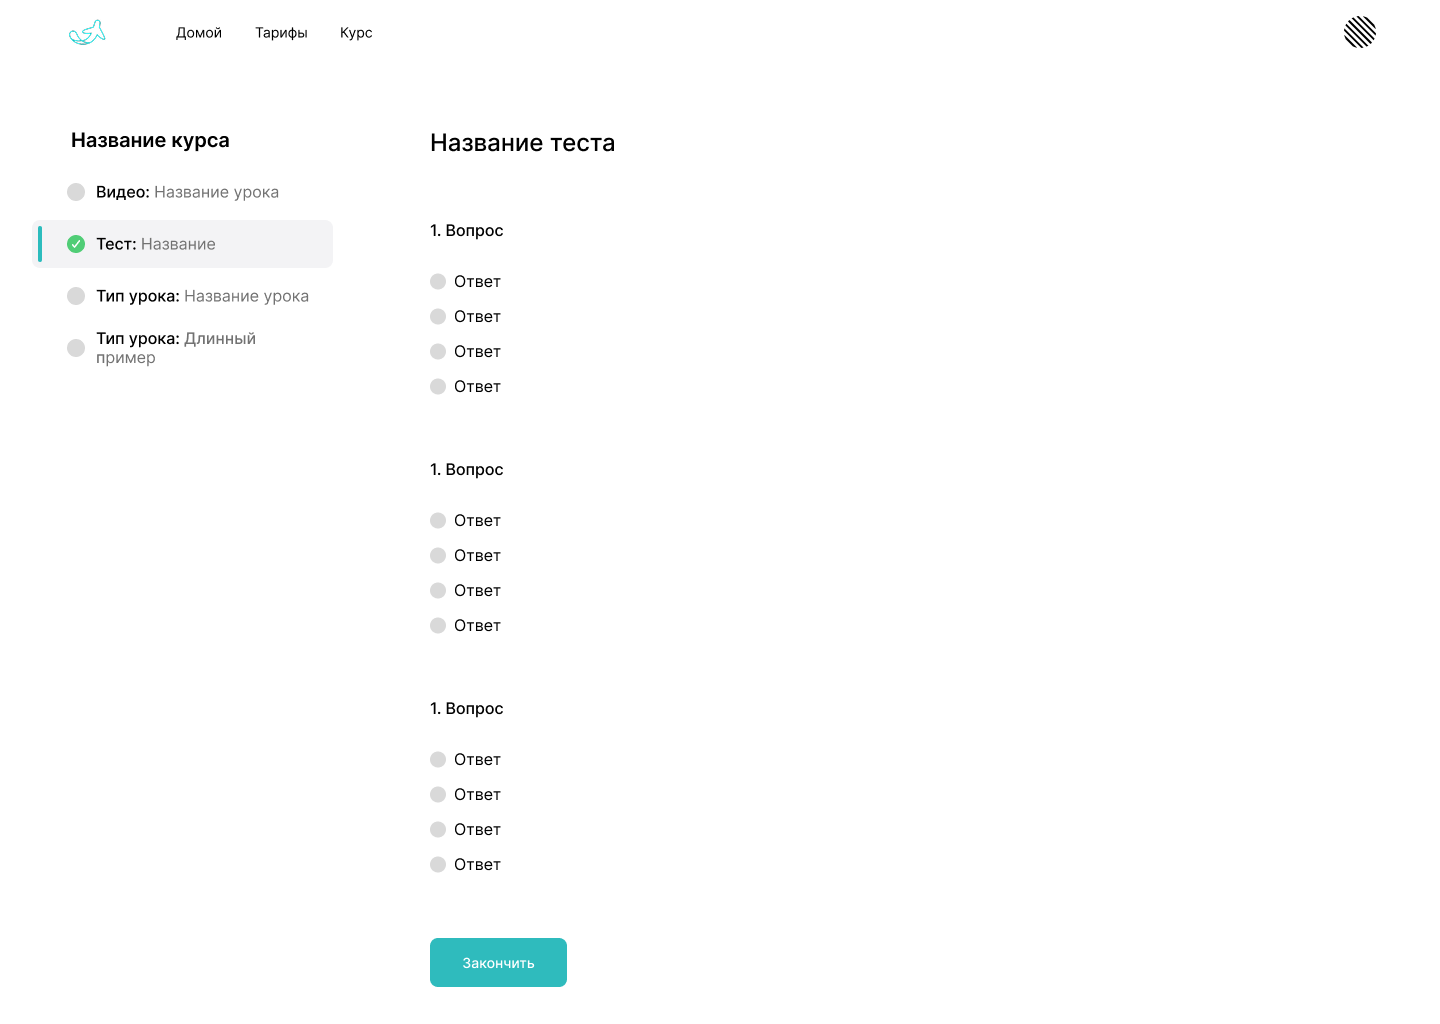 Домой Тарифы Курс
Название курса
Видео: Название урока
Тест: Название
Тип урока: Название урока
Тип урока: Длинный
пример
Название теста
1. Вопрос
Ответ
Ответ
Ответ
Ответ
1. Вопрос
Ответ
Ответ
Ответ
Ответ
1. Вопрос
Ответ
Ответ
Ответ
Ответ
Закончить